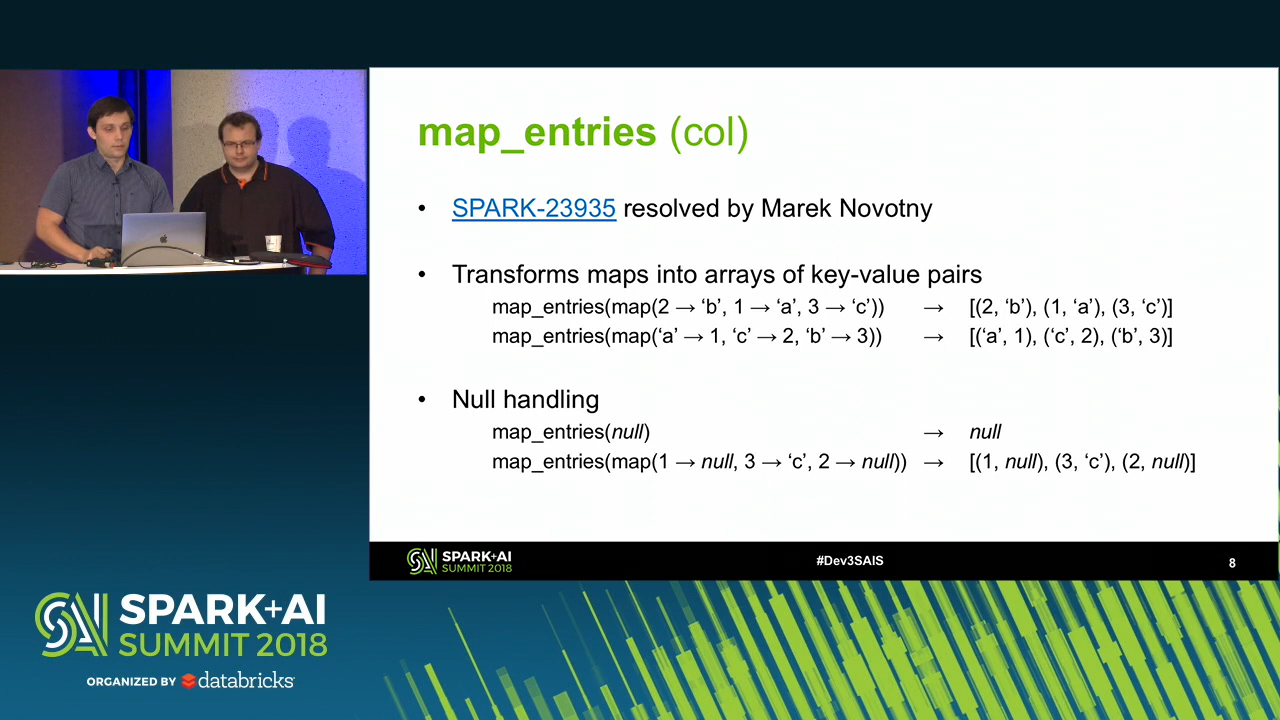 map_entries (col)
• SPARK-23935 resolved by Marek Novotny
• Transforms maps into arrays of key-value pairs
map_entries(map(2 → ‘b’, 1 → ‘a’, 3 → ‘c’)) → [(2, ‘b’), (1, ‘a’), (3, ‘c’)]
map_entries(map(‘a’ → 1, ‘c’ → 2, ‘b’ → 3)) → [(‘a’, 1), (‘c’, 2), (‘b’, 3)]
• Null handling
map_entries(null) → null
map_entries(map(1 → null, 3 → ‘c’, 2 → null)) → [(1, null), (3, ‘c’), (2, null)]
SPARK+AI
SUMMIT 2018
#Dev3SAIS
8
SPARK+AI
SUMMIT 2018
ORGANIZED BY databricks